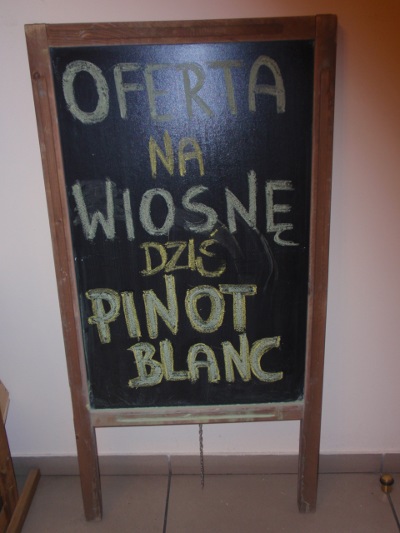 OFERTA
NA
WIOSNĘ
DZIŚ
PINOT
BLANC